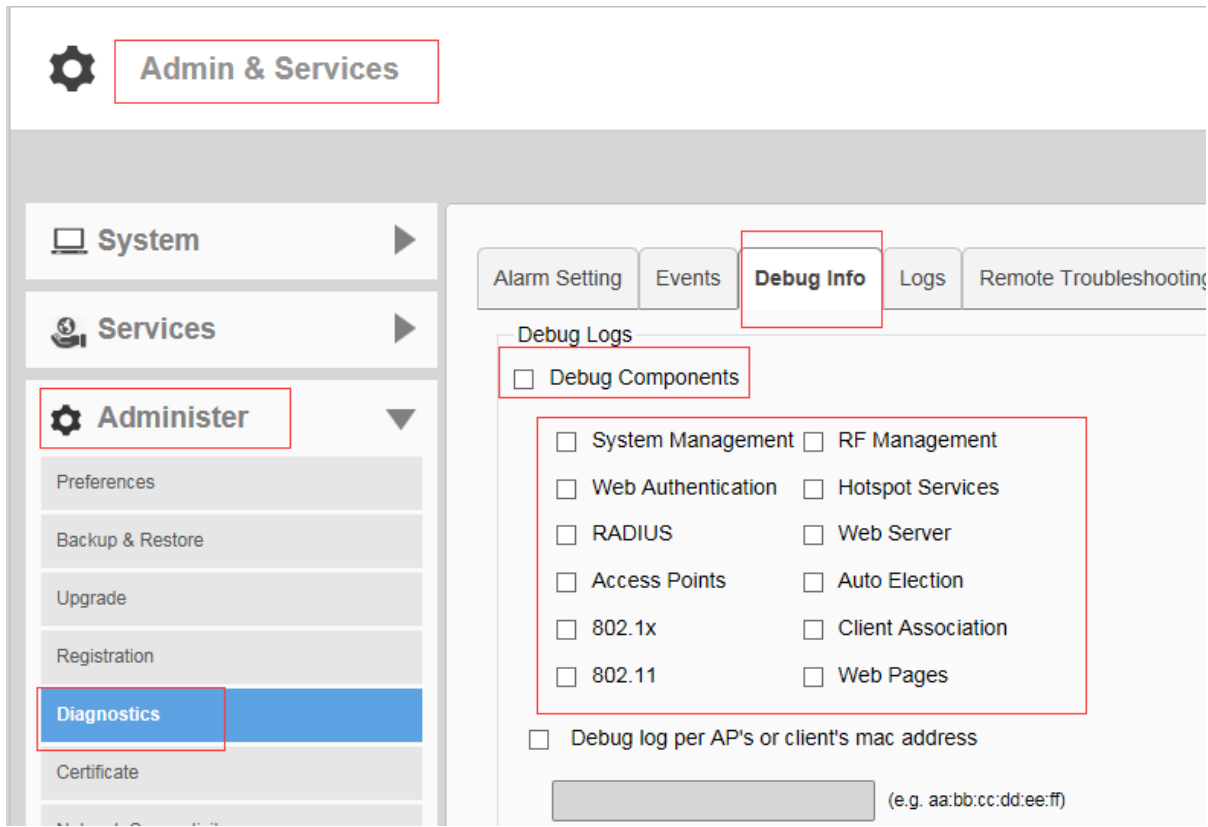 Admin & Services
System
Services
Administer
Preferences
Backup & Restore
Upgrade
Registration
Diagnostics
Certificate
Alarm Setting Events Debug Info Logs Remote Troubleshooting
Debug Logs
Debug Components
System Management RF Management
Web Authentication Hotspot Services
RADIUS Web Server
Access Points Auto Election
802.1x Client Association
802.11 Web Pages
Debug log per AP's or client's mac address
(e.g. aa:bb:cc:dd:ee:ff)